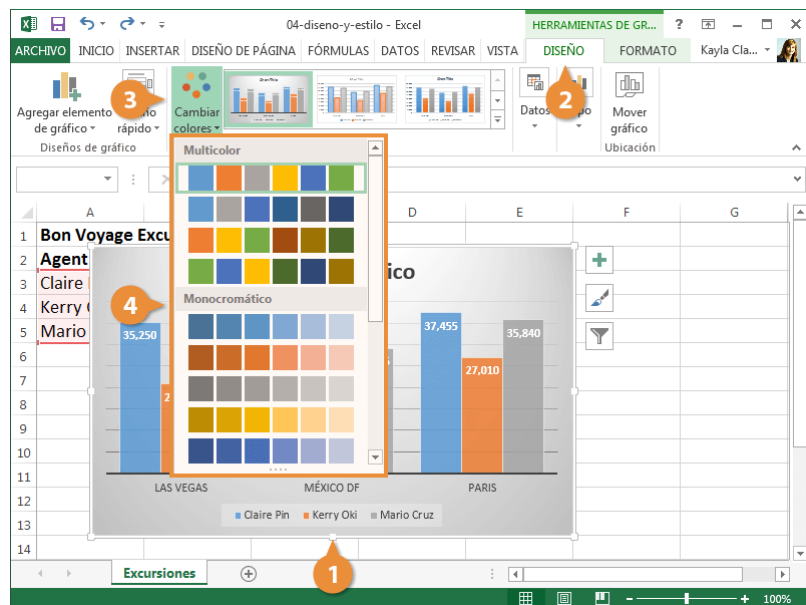 04-diseno-y-estilo - Excel
HERRAMIENTAS DE GR...
?
ARCHIVO INICIO INSERTAR DISEÑO DE PÁGINA FÓRMULAS DATOS REVISAR VISTA DISEÑO FORMATO Kayla Cla...
Agregar elemento
de gráfico
rápido
Cambiar
colores
Datos
Mover
gráfico
Diseños de gráfico
Ubicación
3
2
Multicolor
Monocromático
4
A D E F G
1 Bon Voyage Excu
2 Agent
3 Claire
4 Kerry
5 Mario
6
7
8
9
10
11
12
13
14
ico
35,250
2
37,455
27,010
35,840
LAS VEGAS MÉXICO DF PARIS
Claire Pin Kerry Oki Mario Cruz
1
Excursiones
100%